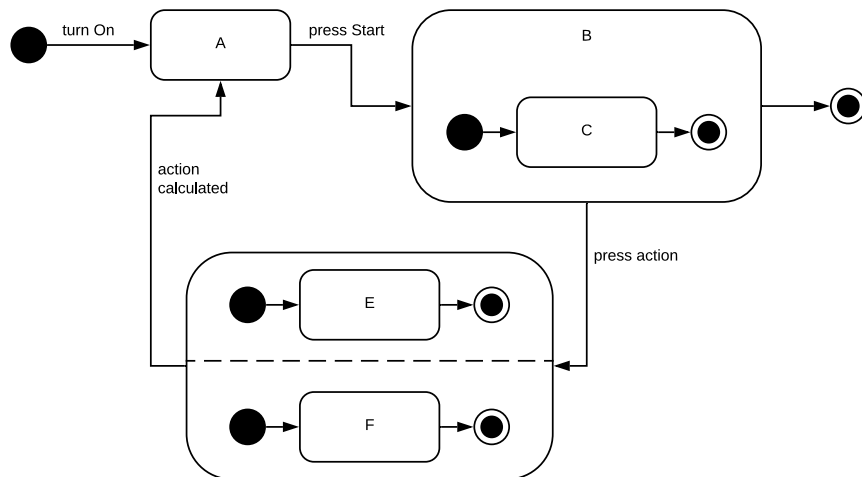 turn On
A
press Start
B
C
action
calculated
press action
E
F